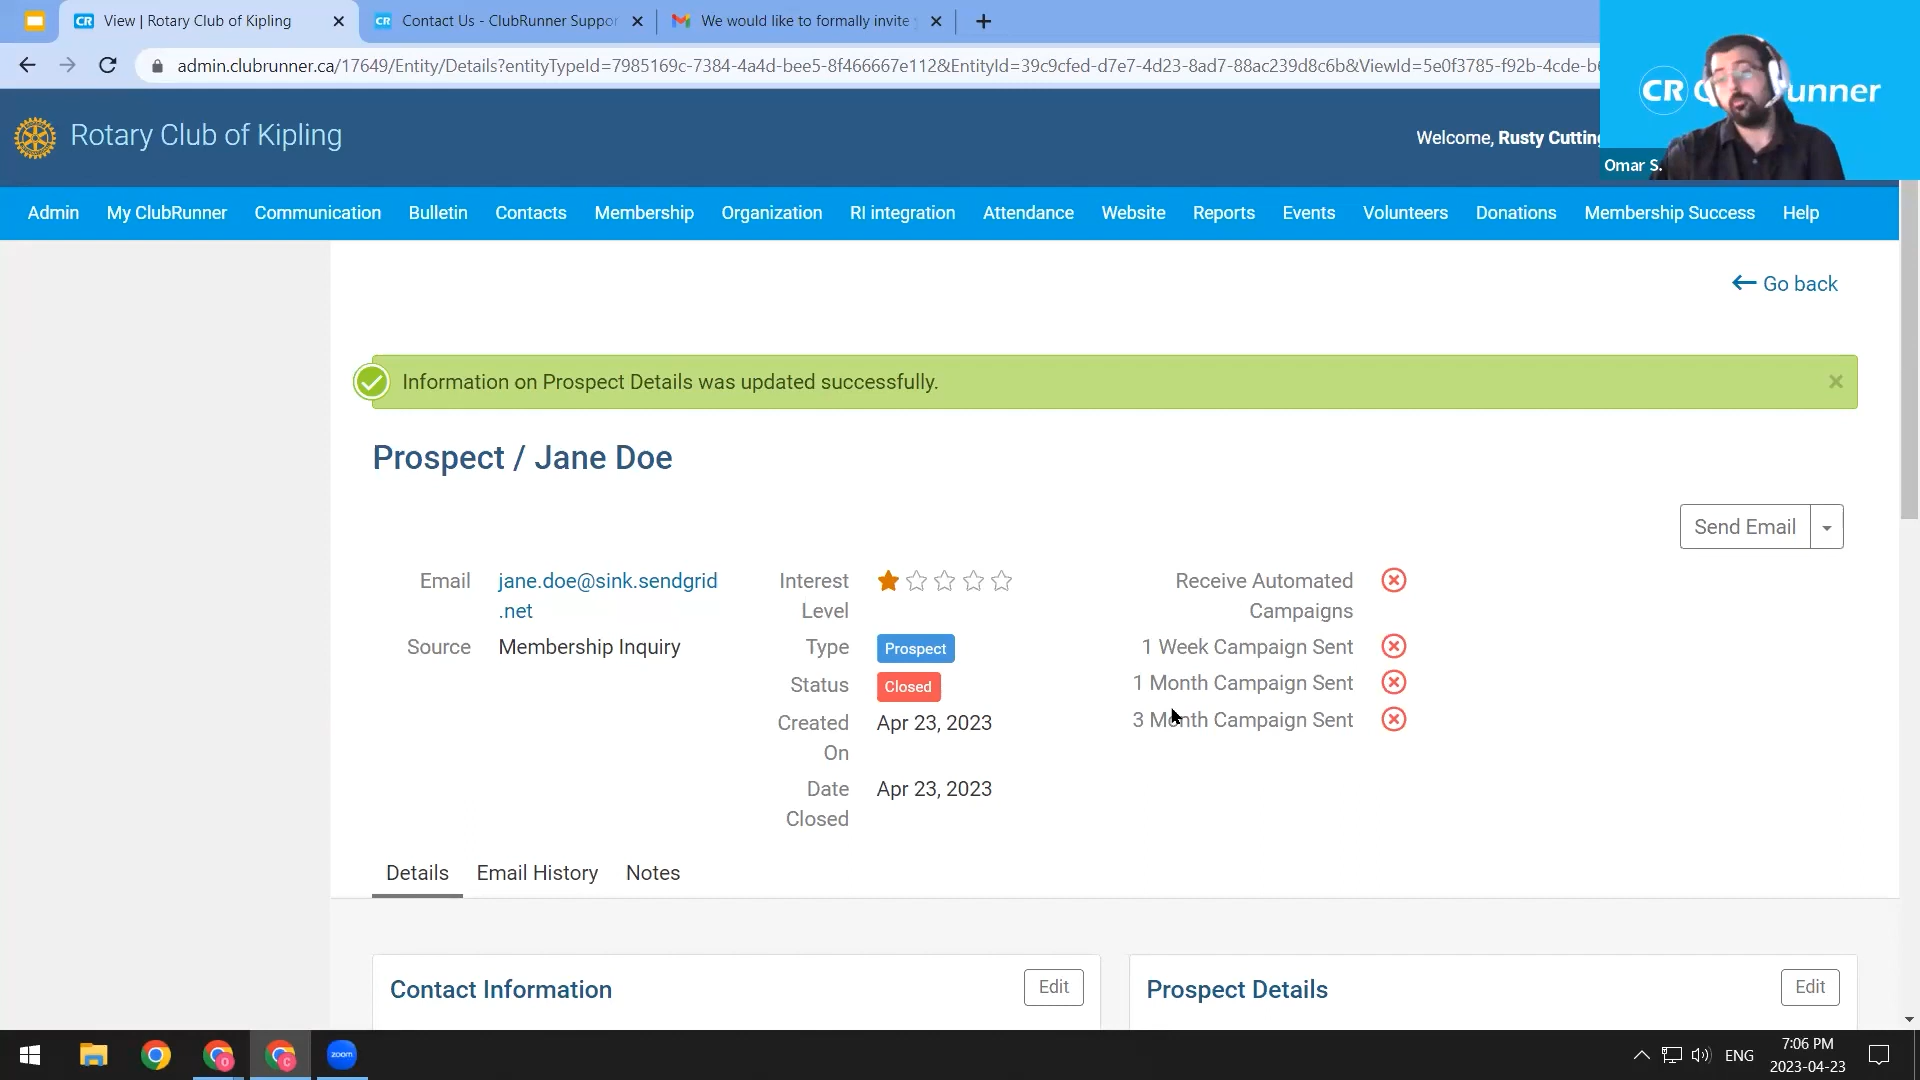 View | Rotary Club of Kipling
Contact Us - ClubRunner Suppor
We would like to formally invite
admin.clubrunner.ca/17649/Entity/Details?entityTypeId=7985169c-7384-4a4d-bee5-8f466667e112&EntityId=39c9cfed-d7e7-4d23-8ad7-88ac239d8c6b&ViewId=5e0f3785-f92b-4cde-b
CR C unner
Rotary Club of Kipling
Welcome, Rusty Cutting
Omar S.
Admin My ClubRunner Communication Bulletin Contacts Membership Organization RI integration Attendance Website Reports Events Volunteers Donations Membership Success Help
Go back
Information on Prospect Details was updated successfully.
Prospect / Jane Doe
Send Email
Email jane.doe@sink.sendgrid
.net
Source Membership Inquiry
Interest
Level
Type Prospect
Status Closed
Created Apr 23, 2023
On
Date Apr 23, 2023
Closed
Receive Automated
Campaigns
1 Week Campaign Sent
1 Month Campaign Sent
3 Month Campaign Sent
Details Email History Notes
Contact Information Edit
Prospect Details Edit
zoom
ENG
7:06 PM
2023-04-23